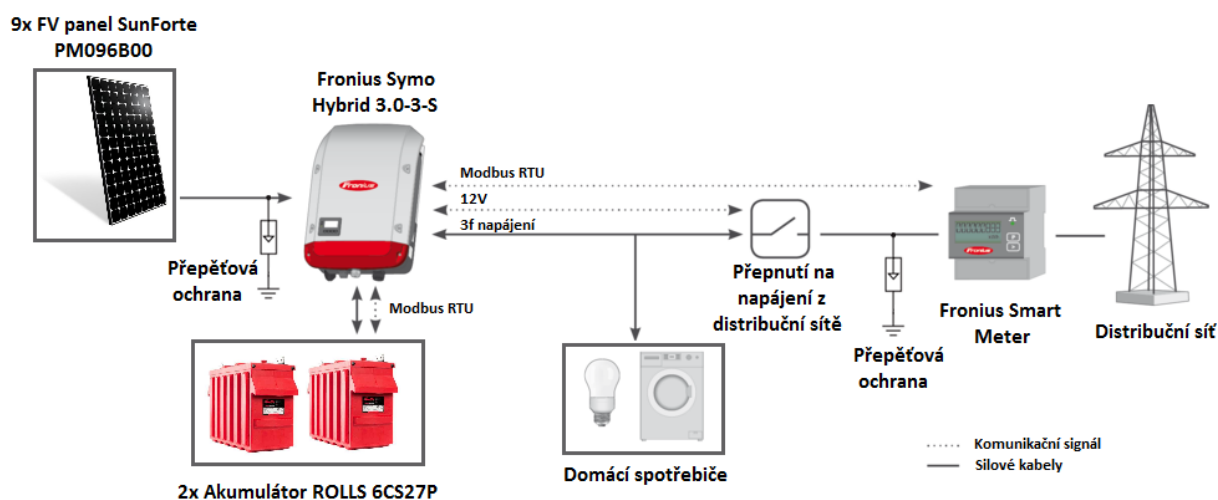 9x FV panel SunForte
PM096B00
Fronius Symo
Hybrid 3.0-3-S
Fronius
Přepěťová
ochrana
Modbus RTU
12V
3f napájení
Modbus RTU
Přepnutí na
napájení z
distribuční sítě
Fronius
Přepěťová
ochrana
Fronius Smart
Meter
Distribuční síť
Domácí spotřebiče
2x Akumulátor ROLLS 6CS27P
Komunikační signál
Silové kabely